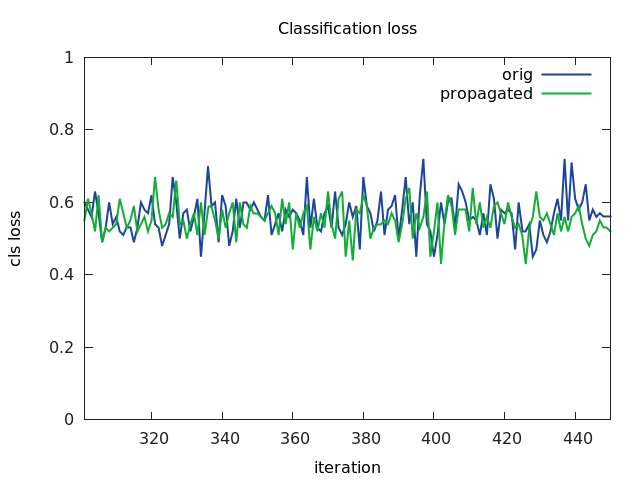 Classification loss
orig
propagated
1
0.8
0.6
0.4
0.2
0
cls loss
320 340 360 380 400 420 440
iteration